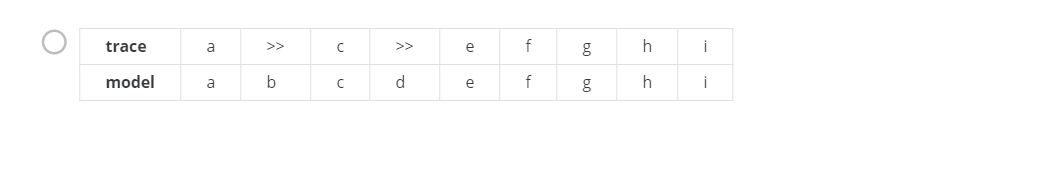 trace a >> c >> e f g h i
model a b c d e f g h i